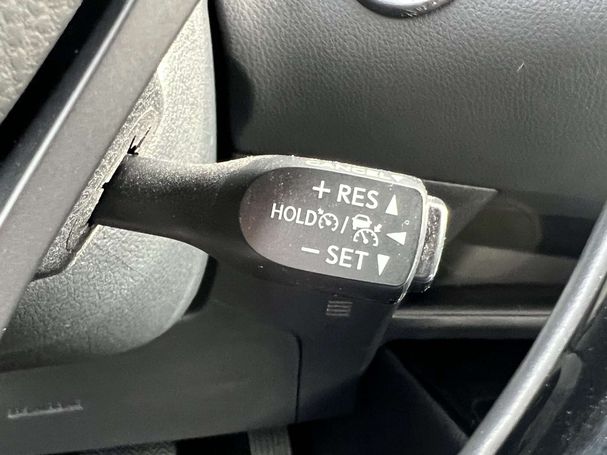 + RES ▲
HOLD / ◀
− SET ▼